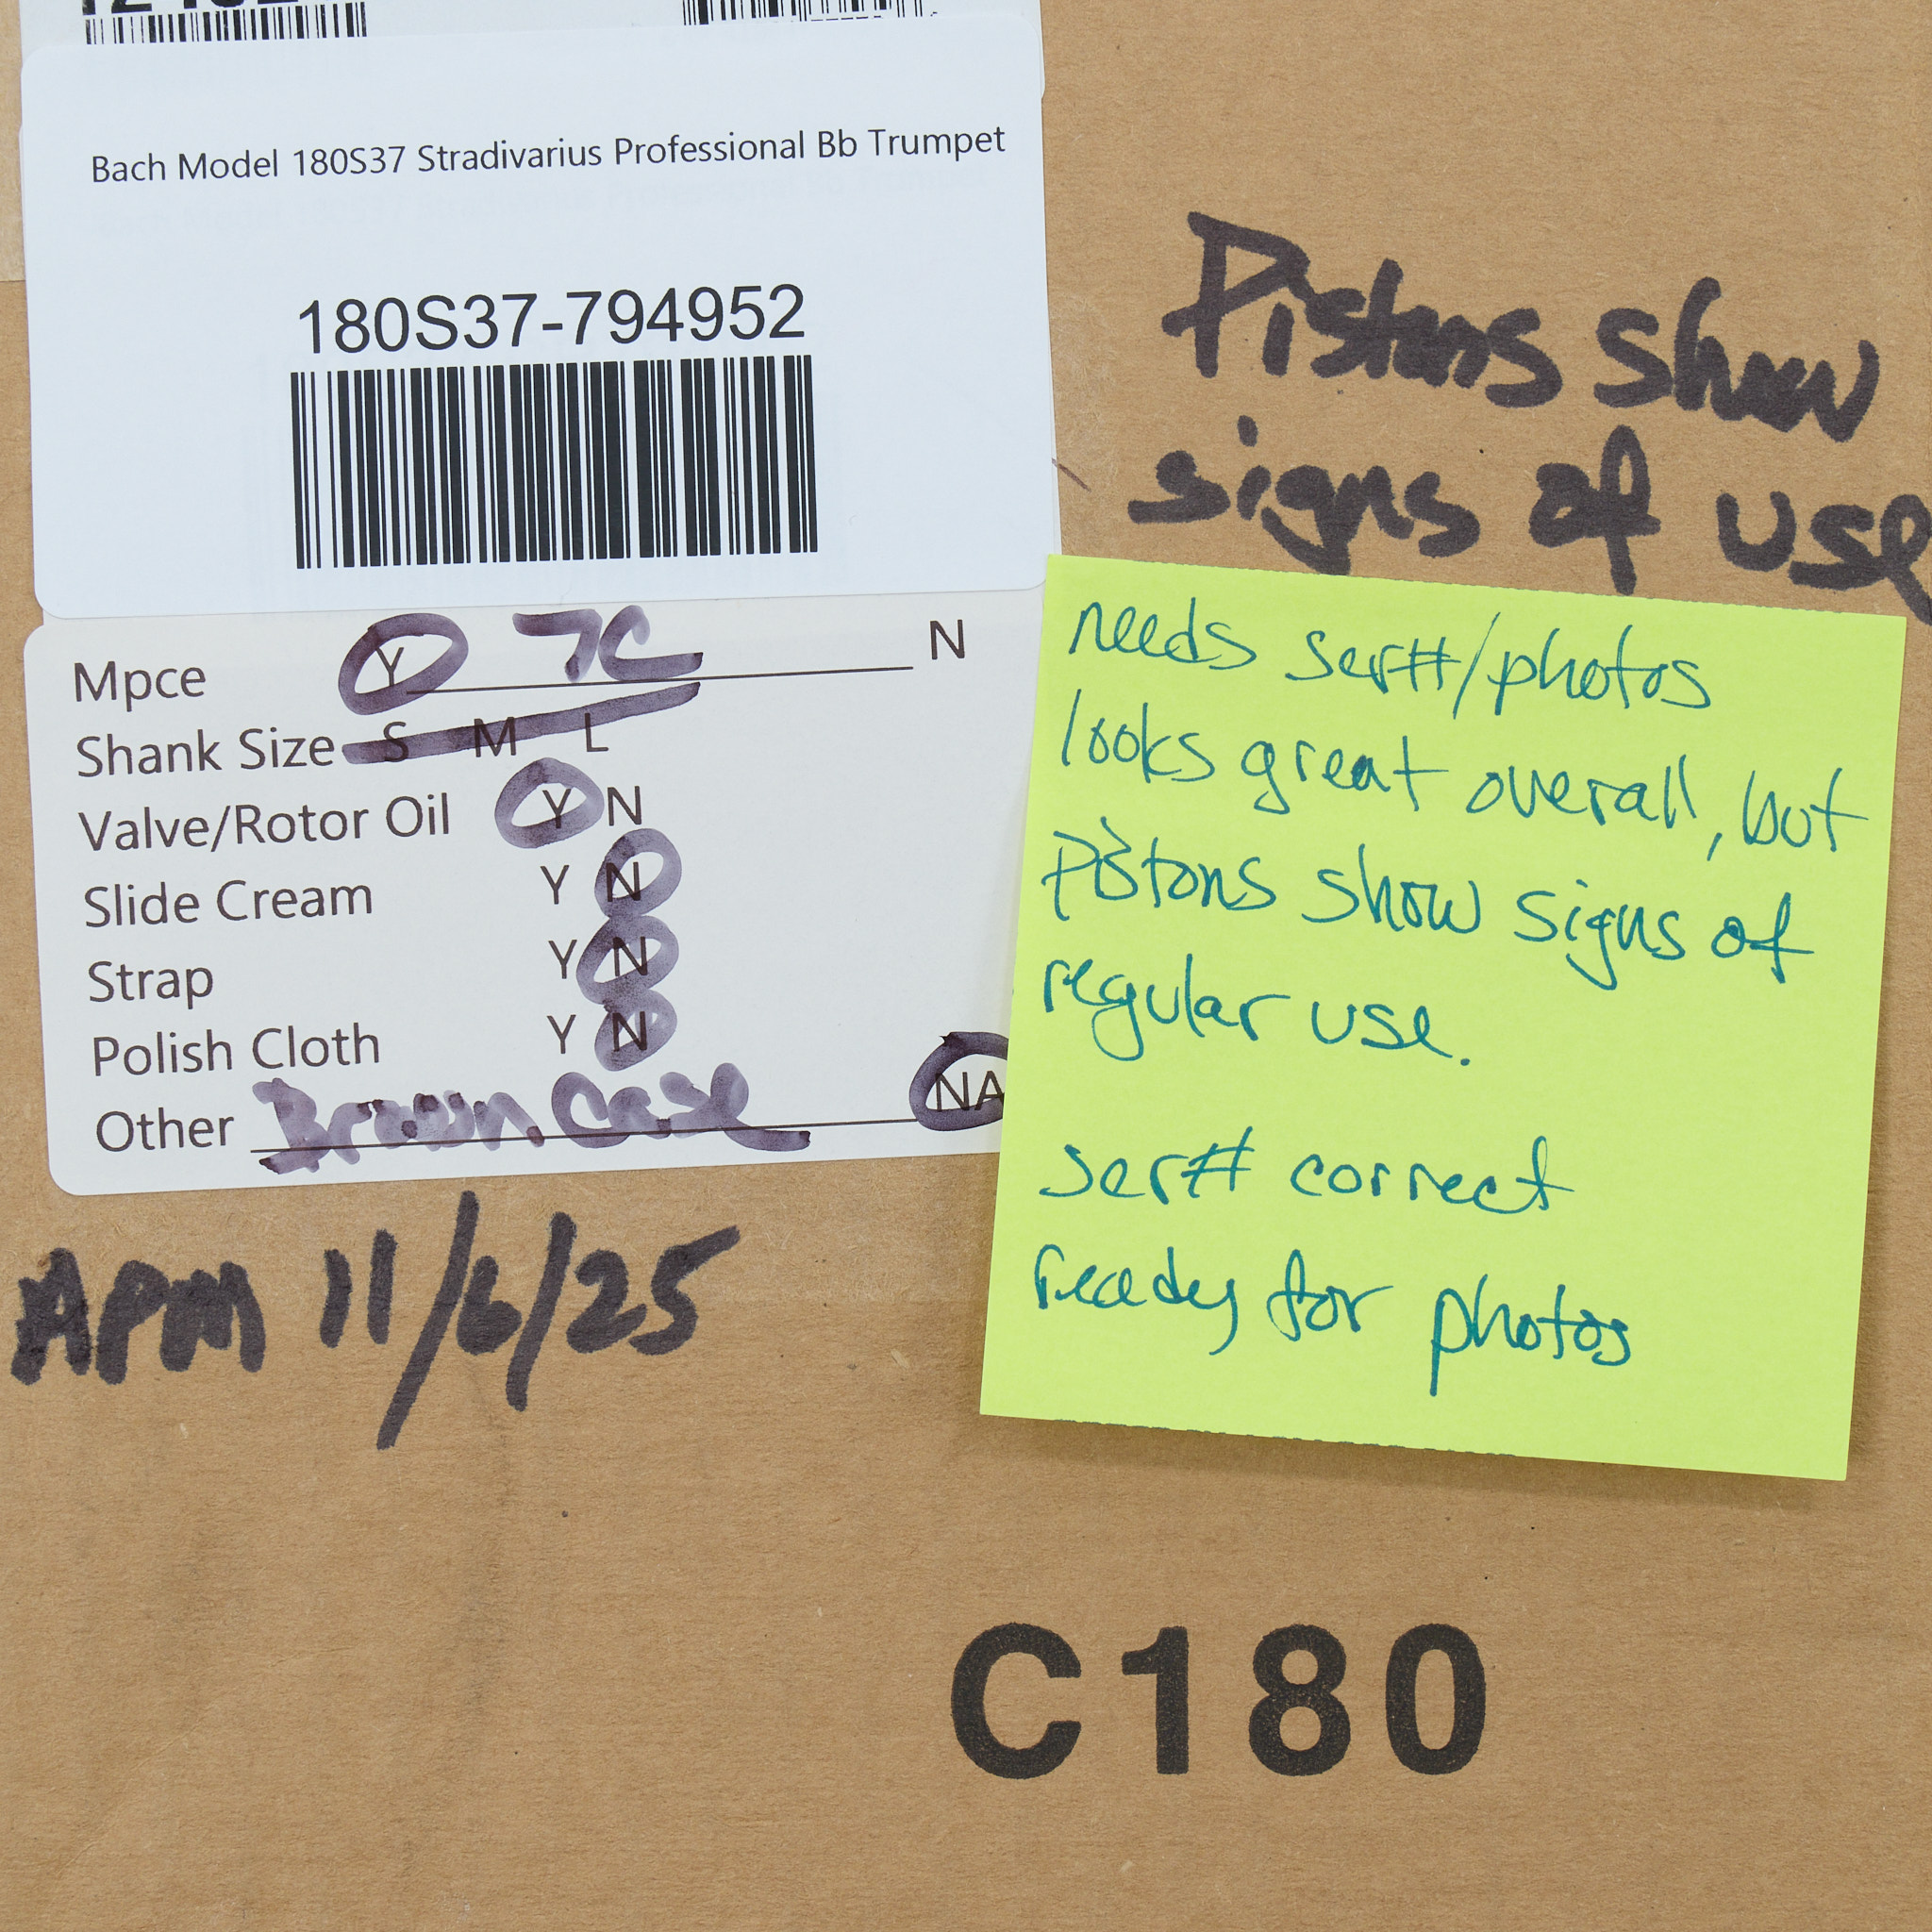 Bach Model 180S37 Stradivarius Professional Bb Trumpet
180S37-794952
Mpce Y 7C N
Shank Size S M L
Valve/Rotor Oil Y N
Slide Cream Y N
Strap Y N
Polish Cloth Y N
Other Brown Case NA
Pistons show
signs of use
needs ser#/photos
looks great overall, but
Pistons show signs of
regular use.
ser# correct
ready for photos
APM 11/6/25
C180